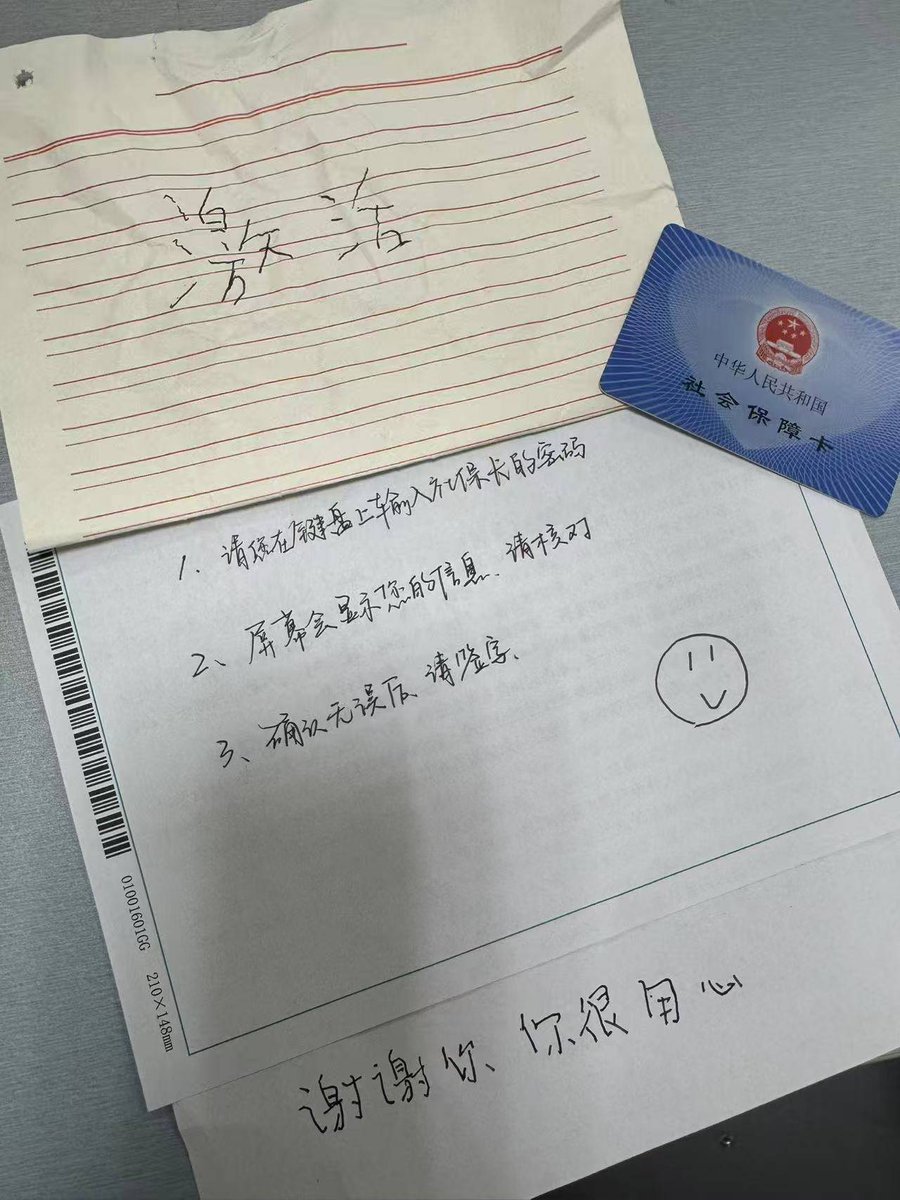 激活
中华人民共和国
社会保障卡
1、请您在键盘上输入社保卡的密码
2、屏幕会显示您的信息、请核对
3、确认无误后、请签字、
01001601GG 210×148mm
谢谢你、你很用心